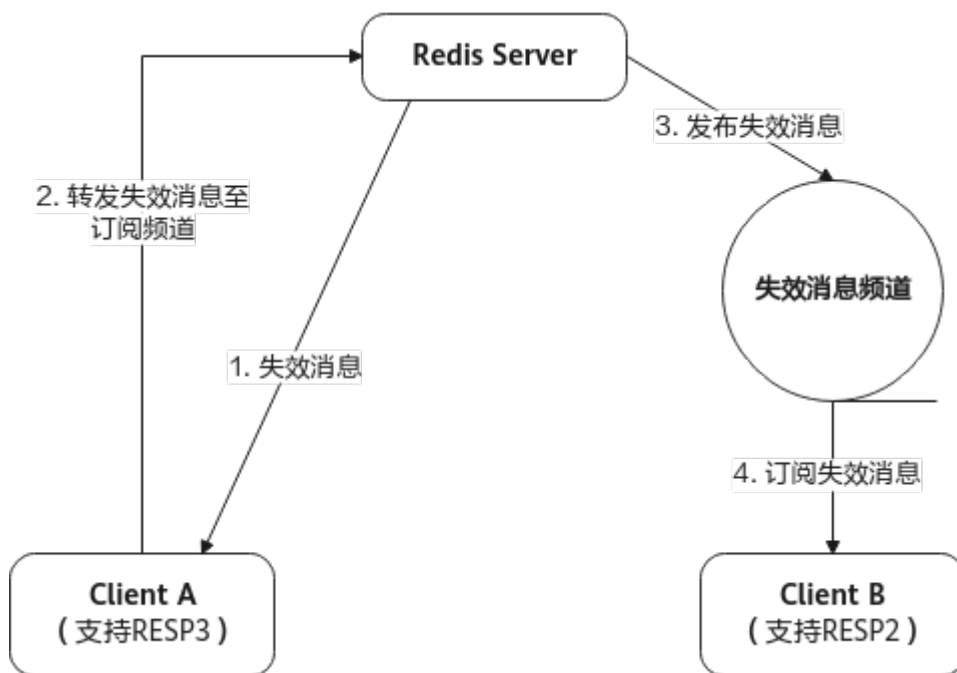 Redis Server
3. 发布失效消息
2. 转发失效消息至
订阅频道
失效消息频道
1. 失效消息
4. 订阅失效消息
Client A
( 支持RESP3 )
Client B
( 支持RESP2 )